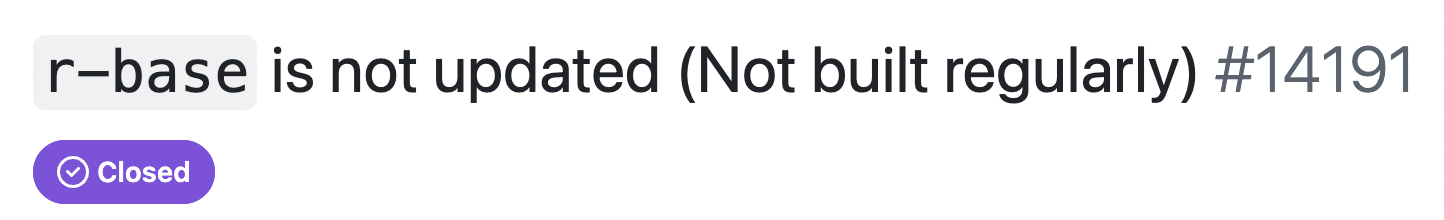 r-base is not updated (Not built regularly) #14191
Closed